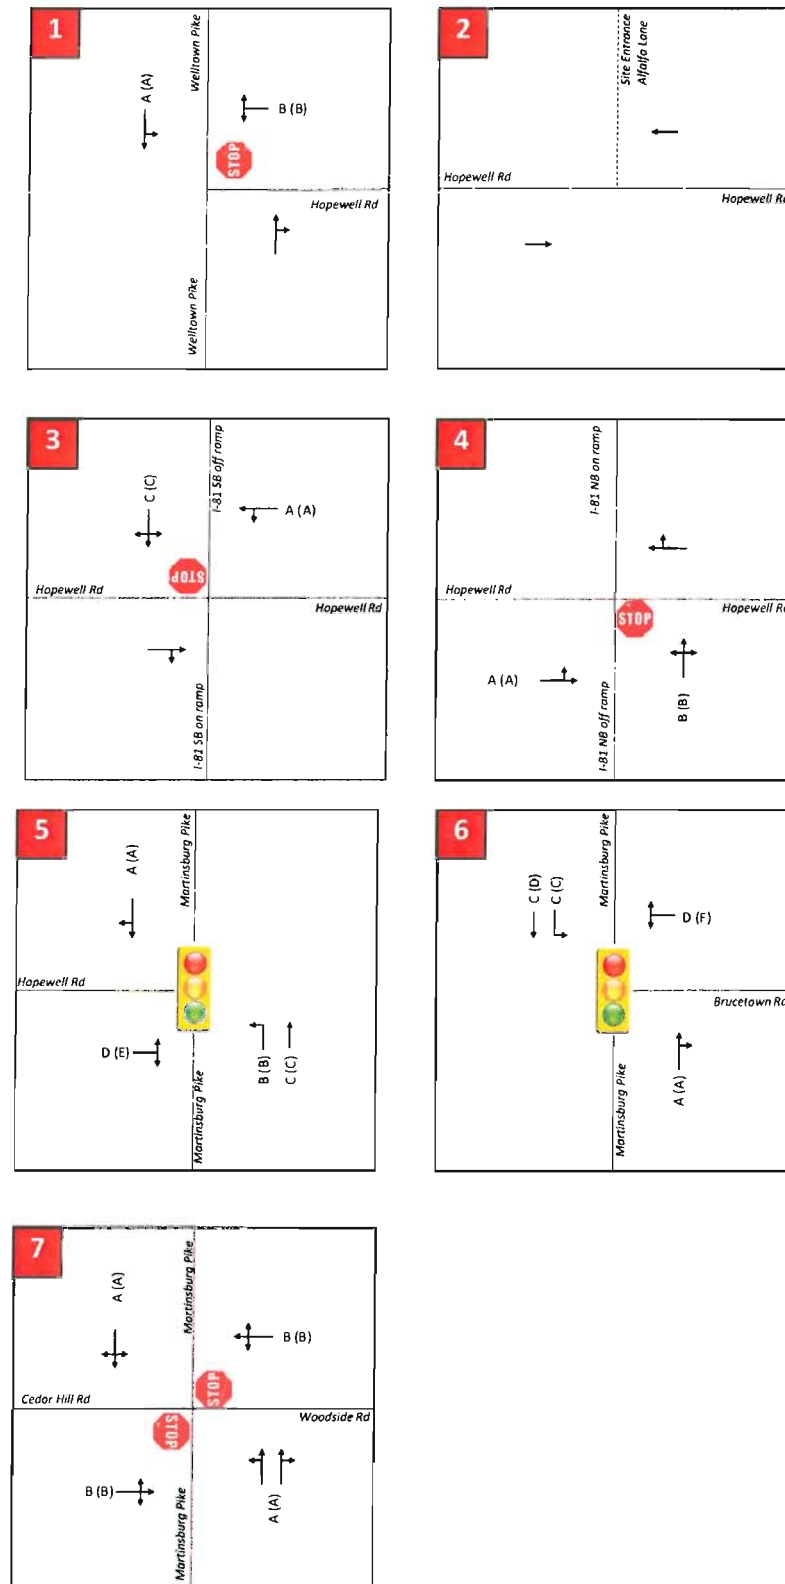 1
Welltown Pike
A (A)
B (B)
STOP
Hopewell Rd
Welltown Pike
2
Site Entrance
Alfalfa Lane
Hopewell Rd
Hopewell Rd
3
I-81 SB off ramp
C (C)
A (A)
STOP
Hopewell Rd
Hopewell Rd
I-81 SB on ramp
4
I-81 NB on ramp
Hopewell Rd
Hopewell Rd
STOP
A (A)
B (B)
I-81 NB off ramp
5
A (A)
Martinsburg Pike
Hopewell Rd
D (E)
B (B)
C (C)
Martinsburg Pike
6
C (D)
C (C)
Martinsburg Pike
D (F)
Brucetown Rd
Martinsburg Pike
A (A)
7
A (A)
Martinsburg Pike
B (B)
STOP
Cedar Hill Rd
Woodside Rd
STOP
B (B)
A (A)
Martinsburg Pike